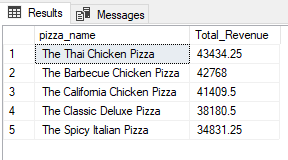 Results Messages
pizza_name Total_Revenue
1 The Thai Chicken Pizza 43434.25
2 The Barbecue Chicken Pizza 42768
3 The California Chicken Pizza 41409.5
4 The Classic Deluxe Pizza 38180.5
5 The Spicy Italian Pizza 34831.25